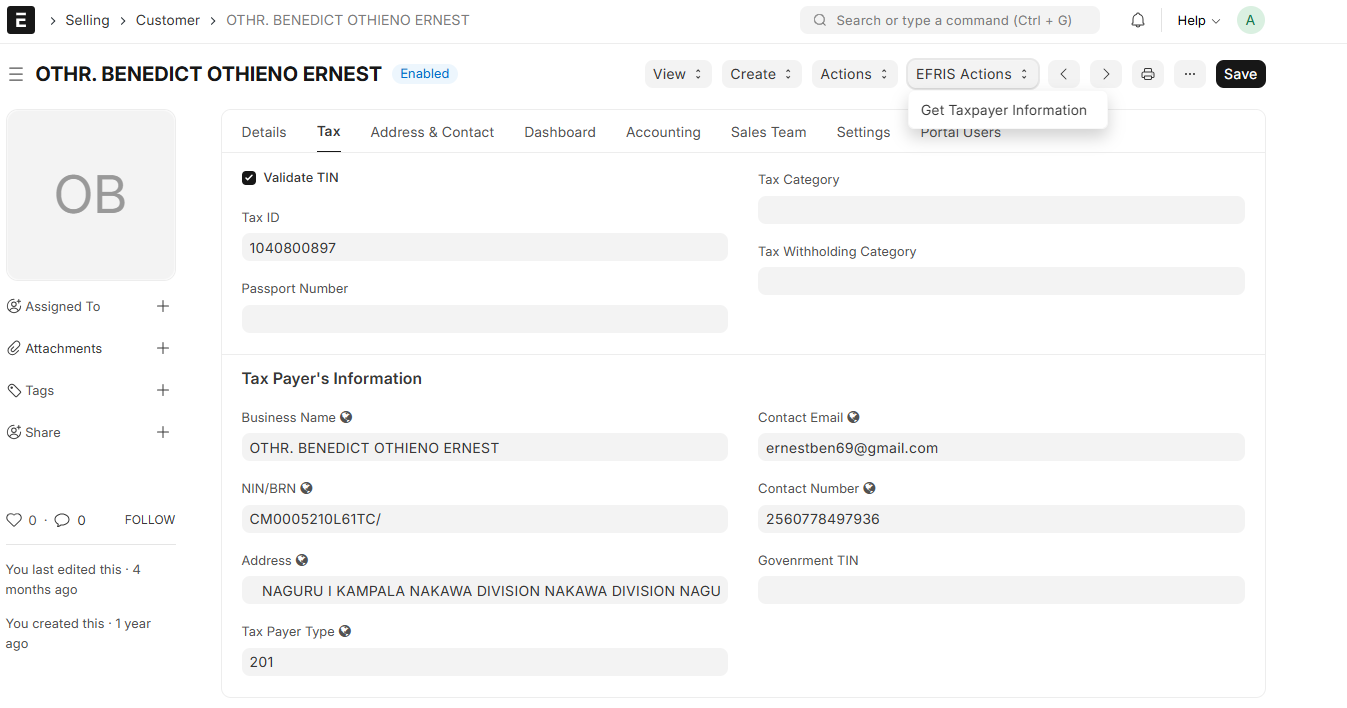 E Selling Customer OTHR. BENEDICT OTHIENO ERNEST Search or type a command (Ctrl + G) Help A
OTHR. BENEDICT OTHIENO ERNEST Enabled View Create Actions EFRIS Actions Save
Get Taxpayer Information
OB
Assigned To
Attachments
Tags
Share
0 · 0 FOLLOW
You last edited this · 4
months ago
You created this · 1 year
ago
Details Tax Address & Contact Dashboard Accounting Sales Team Settings Portal Users
Validate TIN
Tax ID
1040800897
Passport Number
Tax Category
Tax Withholding Category
Tax Payer's Information
Business Name
OTHR. BENEDICT OTHIENO ERNEST
NIN/BRN
CM0005210L61TC/
Address
NAGURU I KAMPALA NAKAWA DIVISION NAKAWA DIVISION NAGU
Tax Payer Type
201
Contact Email
ernestben69@gmail.com
Contact Number
2560778497936
Govenrment TIN